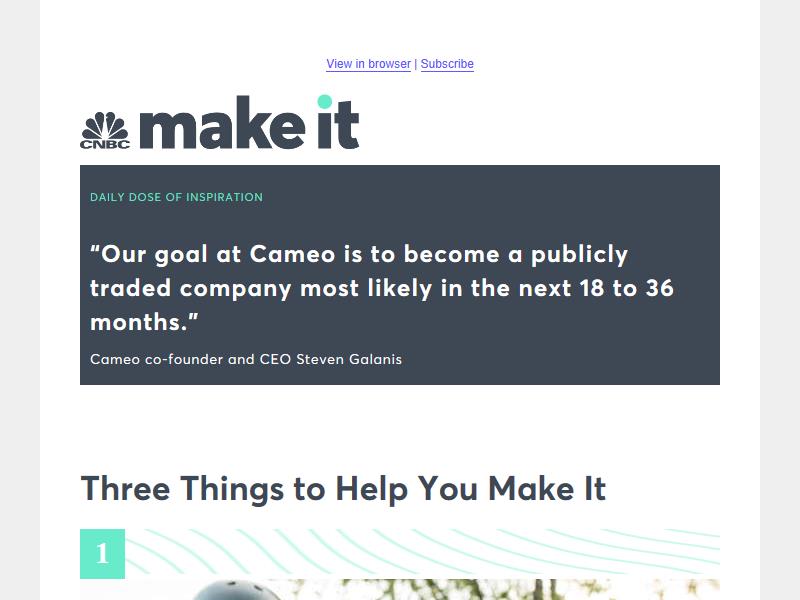 View in browser | Subscribe
CNBC make it
DAILY DOSE OF INSPIRATION
“Our goal at Cameo is to become a publicly
traded company most likely in the next 18 to 36
months.”
Cameo co-founder and CEO Steven Galanis
Three Things to Help You Make It
1